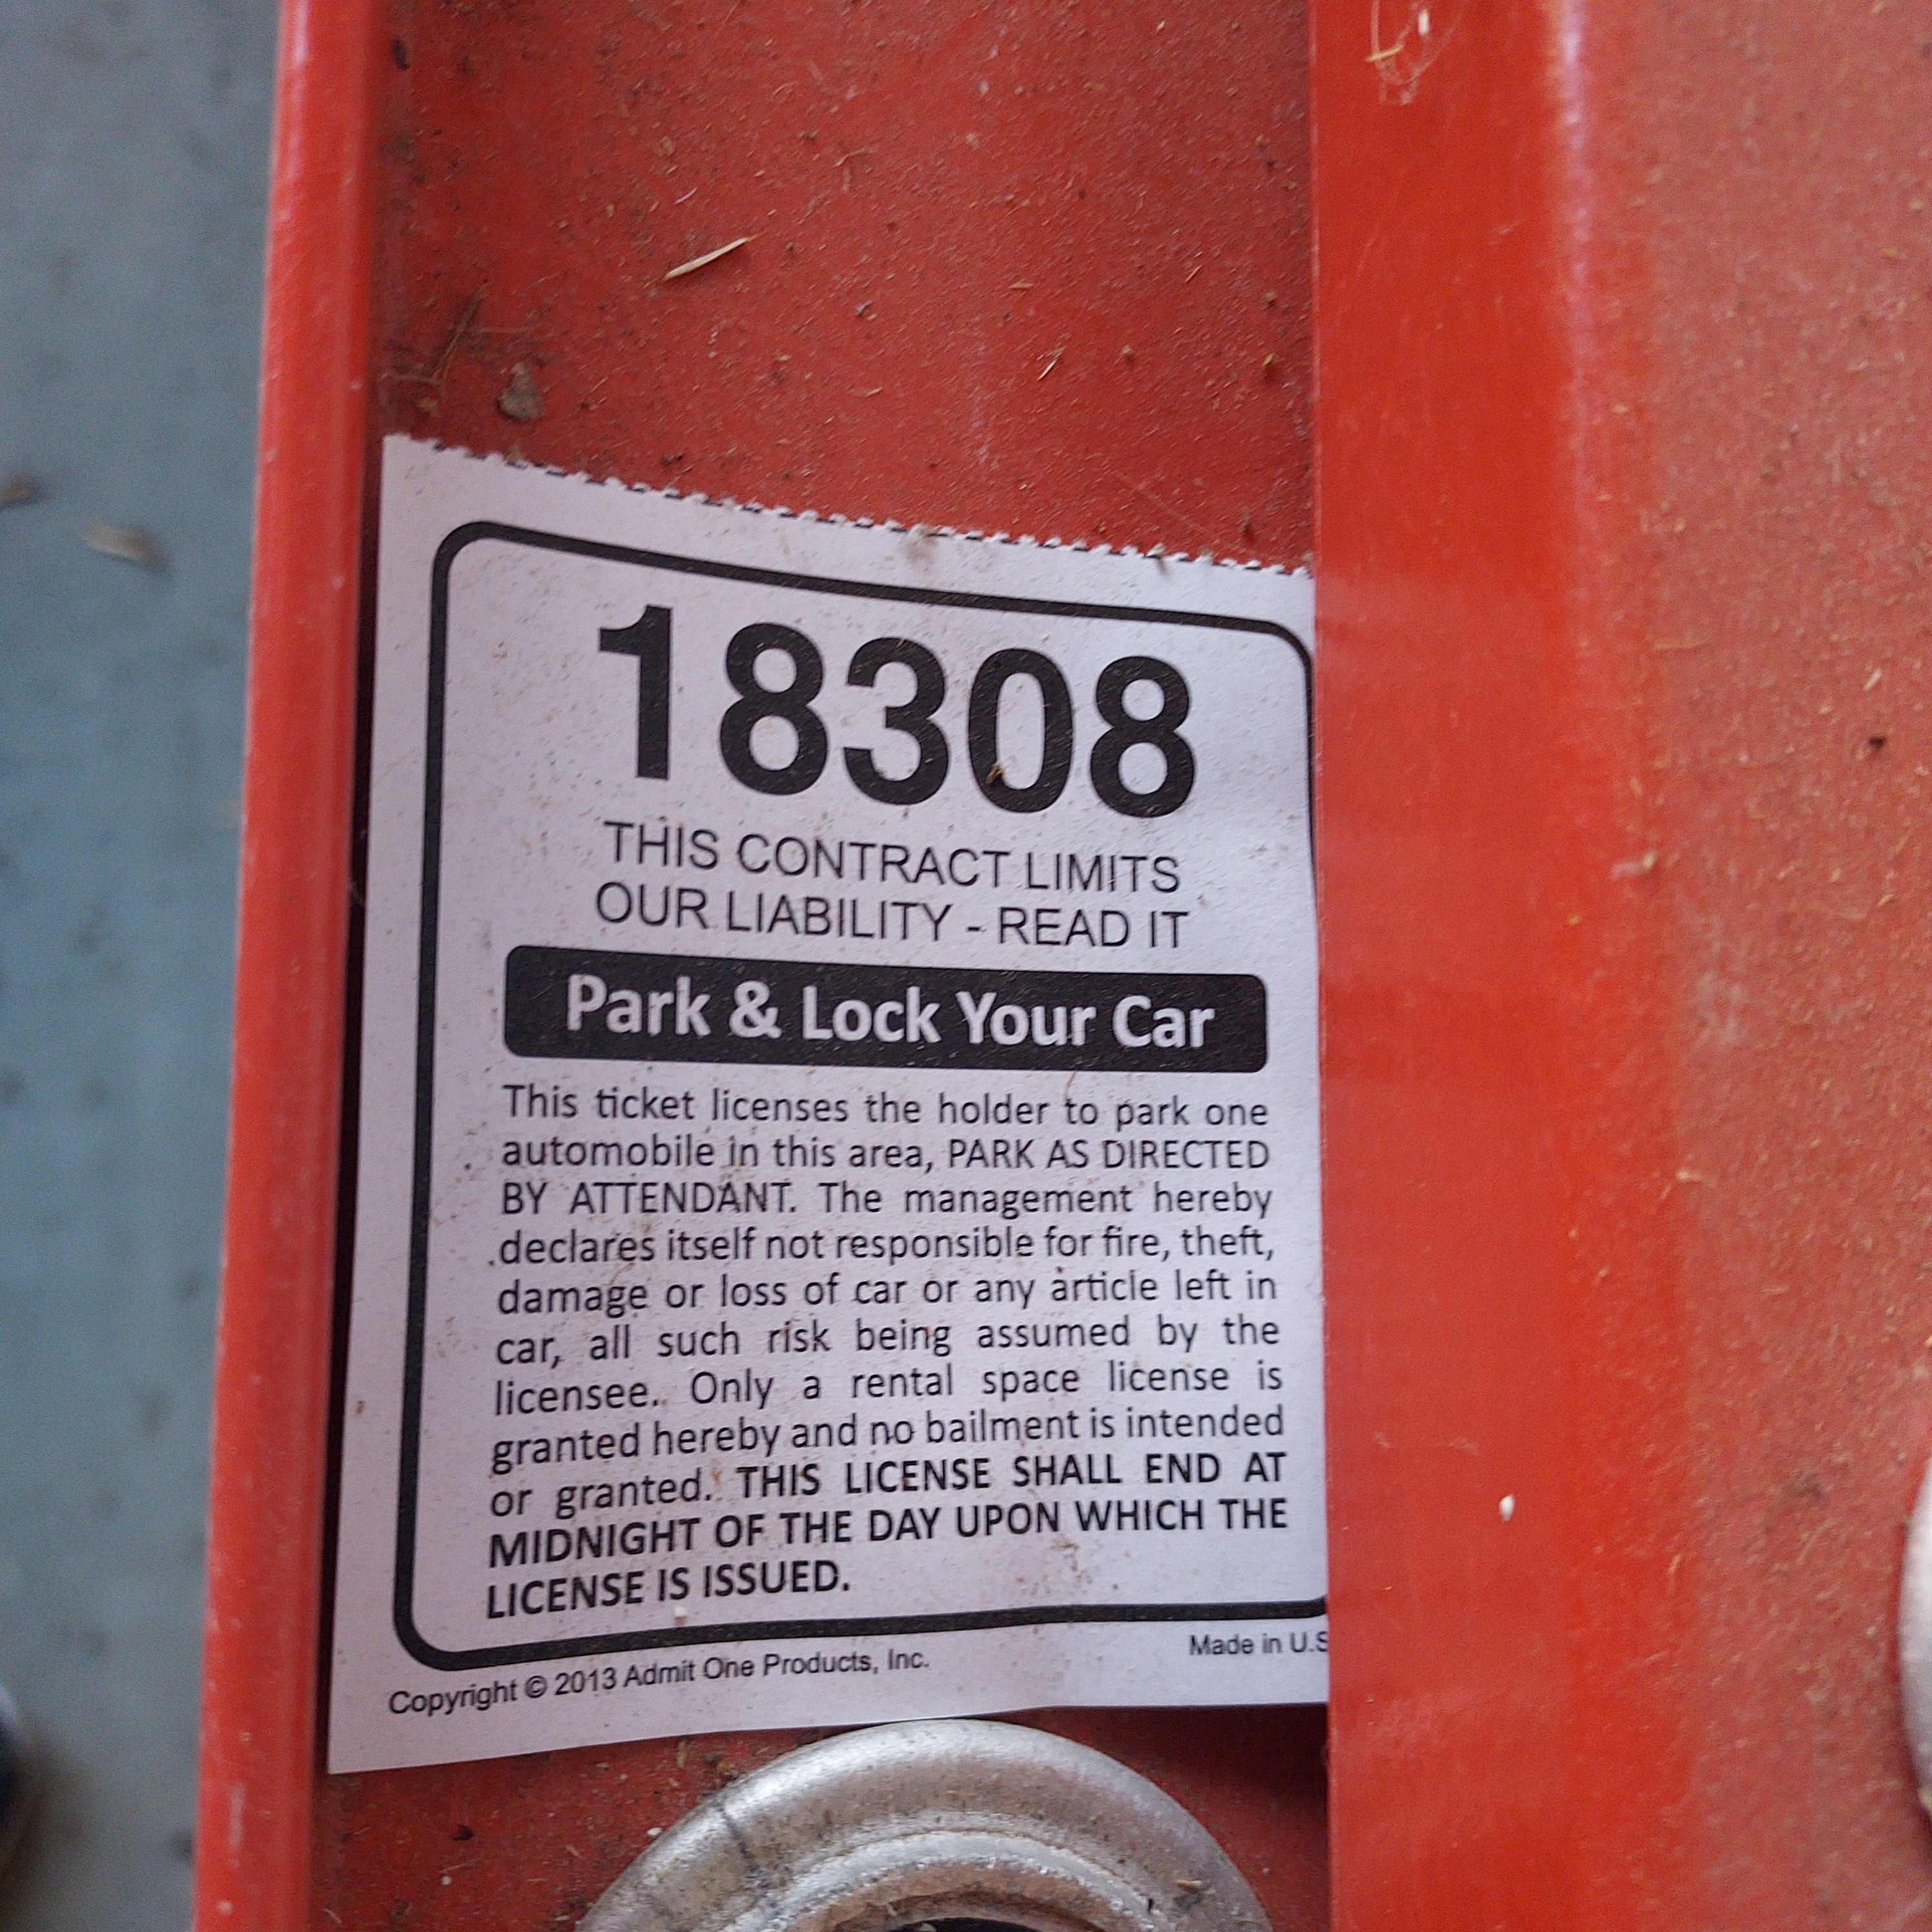 18308
THIS CONTRACT LIMITS
OUR LIABILITY - READ IT
Park & Lock Your Car
This ticket licenses the holder to park one
automobile in this area, PARK AS DIRECTED
BY ATTENDANT. The management hereby
declares itself not responsible for fire, theft,
damage or loss of car or any article left in
car, all such risk being assumed by the
licensee. Only a rental space license is
granted hereby and no bailment is intended
or granted. THIS LICENSE SHALL END AT
MIDNIGHT OF THE DAY UPON WHICH THE
LICENSE IS ISSUED.
Copyright © 2013 Admit One Products, Inc. Made in U.S